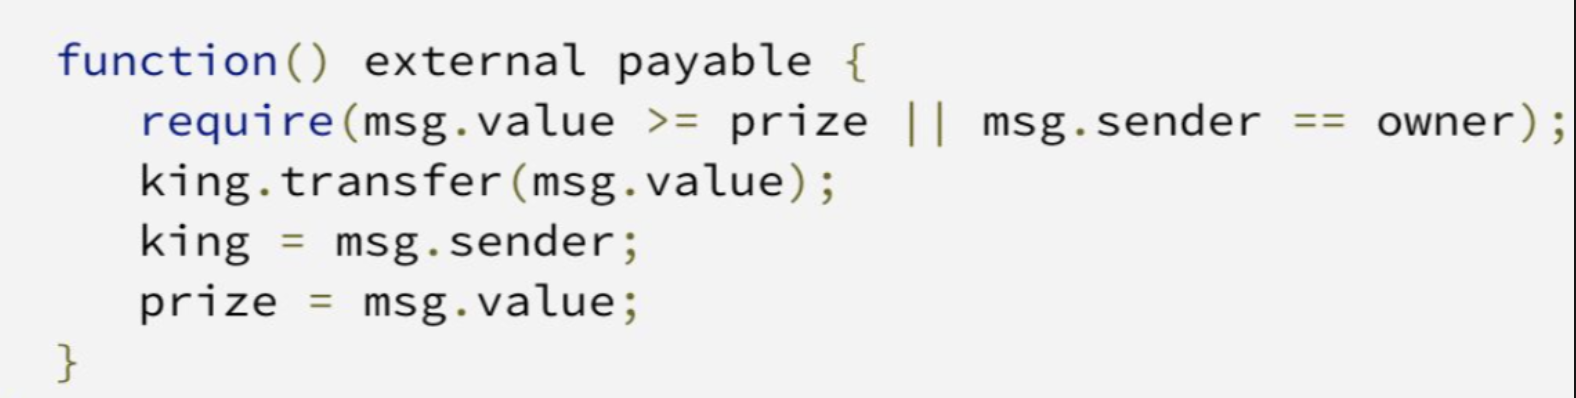 function() external payable {
require(msg.value >= prize || msg.sender == owner);
king.transfer(msg.value);
king = msg.sender;
prize = msg.value;
}